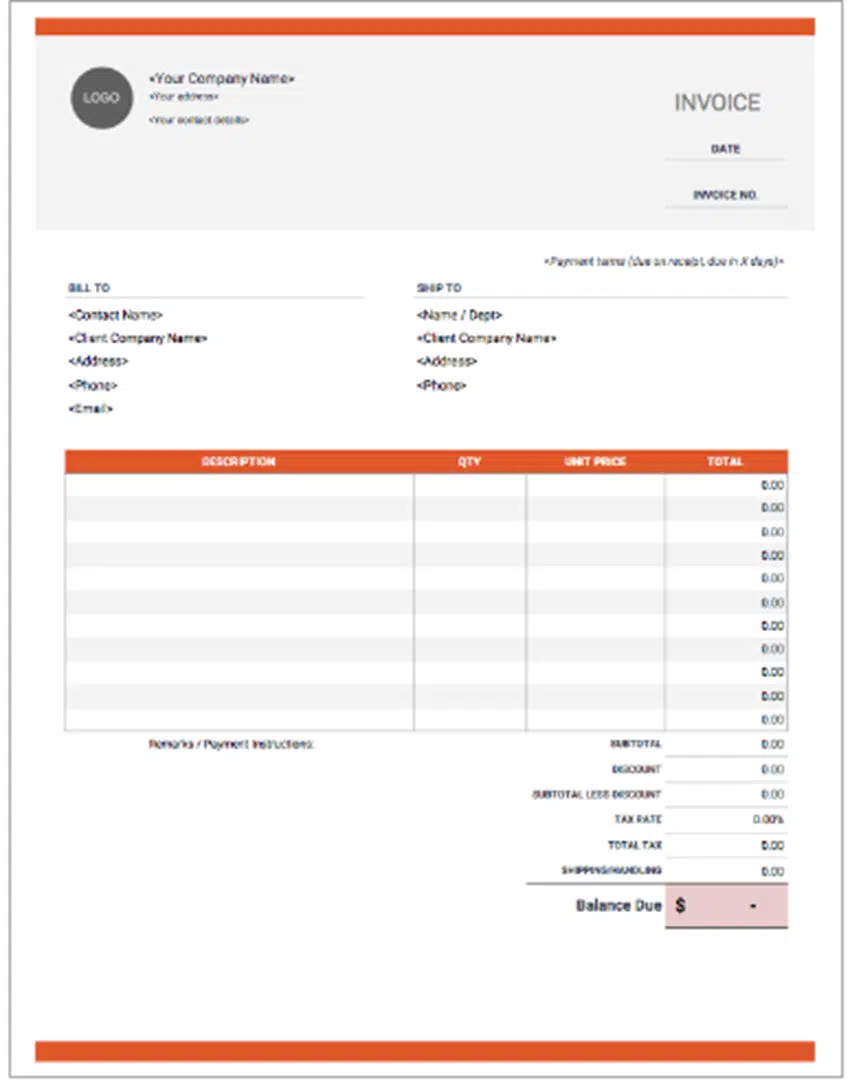 LOGO
<Your Company Name>
<Your address>
<Your contact details>
INVOICE
DATE
INVOICE NO.
<Payment terms (due on receipt, due in X days)>
BILL TO
<Contact Name>
<Client Company Name>
<Address>
<Phone>
<Email>
SHIP TO
<Name / Dept>
<Client Company Name>
<Address>
<Phone>
DESCRIPTION QTY UNIT PRICE TOTAL
0.00
0.00
0.00
0.00
0.00
0.00
0.00
0.00
0.00
0.00
0.00
Remarks / Payment Instructions:
SUBTOTAL 0.00
DISCOUNT 0.00
SUBTOTAL LESS DISCOUNT 0.00
TAX RATE 0.00%
TOTAL TAX 0.00
SHIPPING/HANDLING 0.00
Balance Due $ -